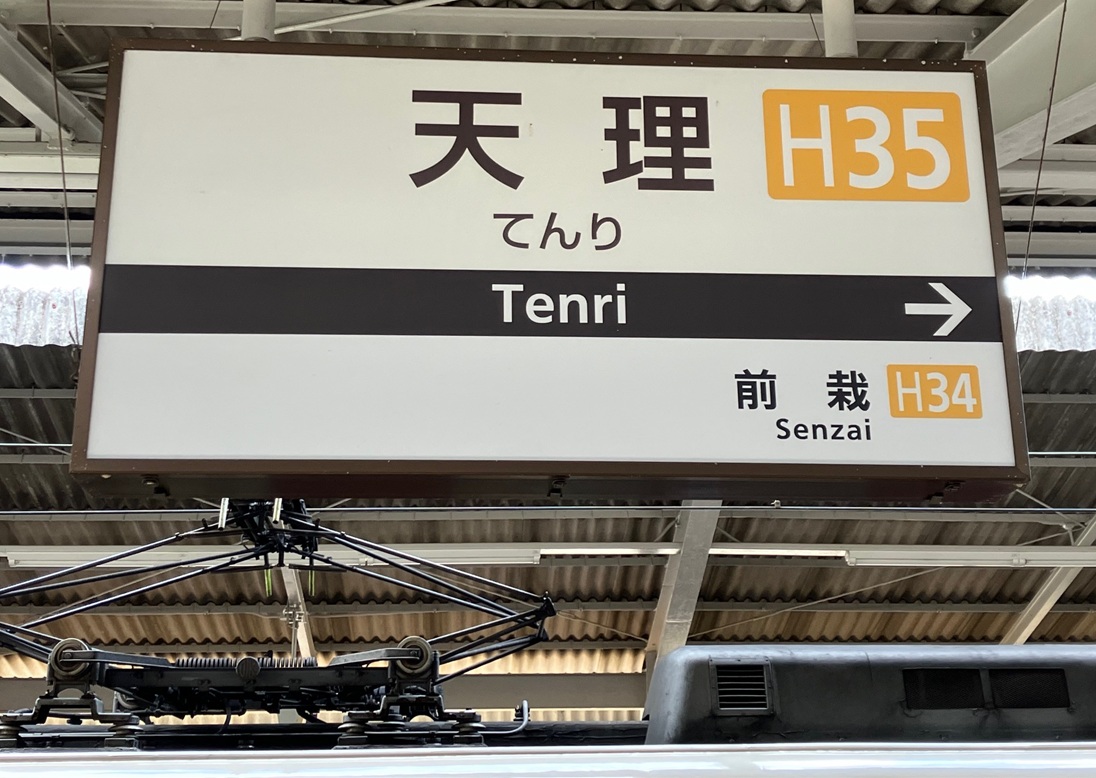 天理 H35
てんり
Tenri →
前栽 H34
Senzai